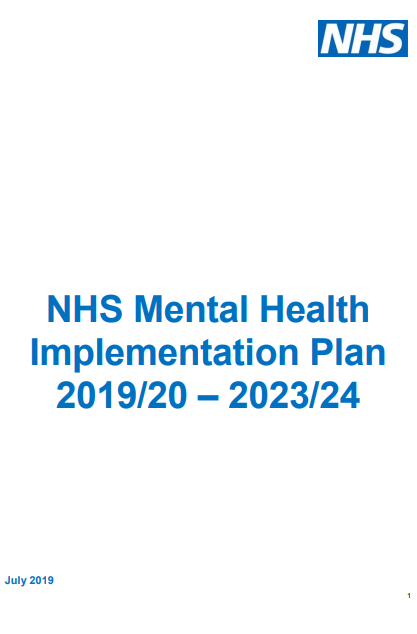 NHS
NHS Mental Health
Implementation Plan
2019/20 – 2023/24
July 2019
1